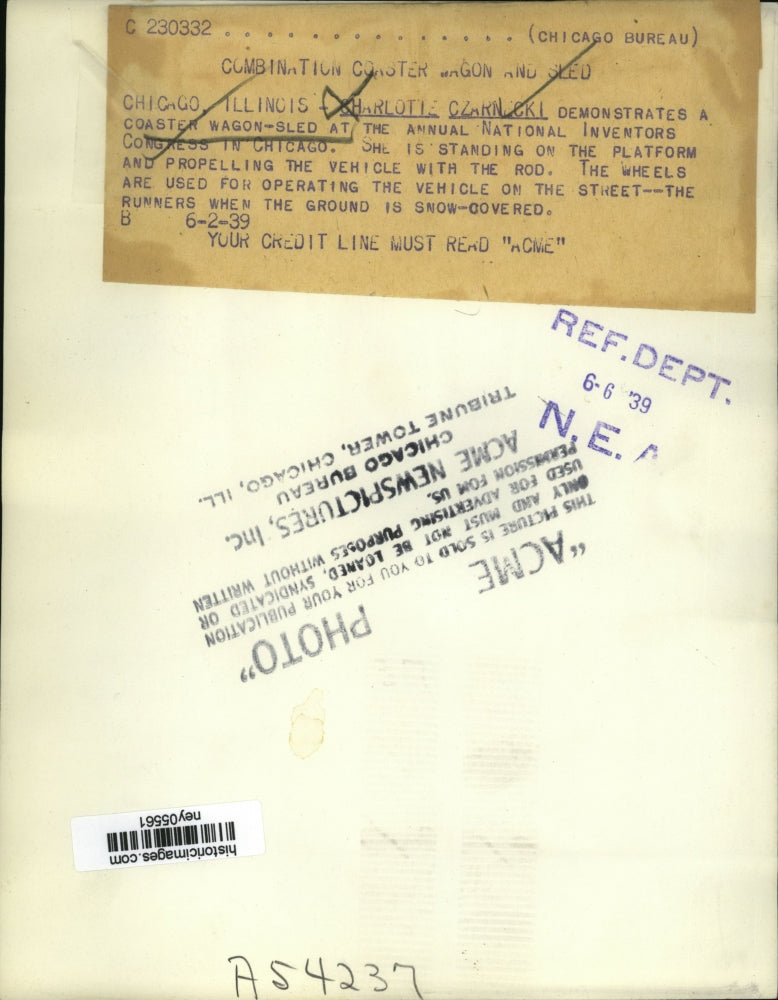 C 230332 . . . . . . . . . . . . . . . . (CHICAGO BUREAU)
COMBINATION COASTER WAGON AND SLED
CHICAGO, ILLINOIS - CHARLOTTE CZARNECKI DEMONSTRATES A
COASTER WAGON-SLED AT THE ANNUAL NATIONAL INVENTORS
CONGRESS IN CHICAGO. SHE IS STANDING ON THE PLATFORM
AND PROPELLING THE VEHICLE WITH THE ROD. THE WHEELS
ARE USED FOR OPERATING THE VEHICLE ON THE STREET--THE
RUNNERS WHEN THE GROUND IS SNOW-COVERED.
B 6-2-39
YOUR CREDIT LINE MUST READ "ACME"
REF. DEPT.
6-6 '39
N. E. A
"ACME PHOTO"
THIS PICTURE IS SOLD TO YOU FOR YOUR PUBLICATION
ONLY AND MUST NOT BE LOANED, SYNDICATED OR
USED FOR ADVERTISING PURPOSES WITHOUT WRITTEN
PERMISSION FROM US.
ACME NEWSPICTURES, Inc.
CHICAGO BUREAU
TRIBUNE TOWER, CHICAGO, ILL.
historicimages.com
ney05561
A54237